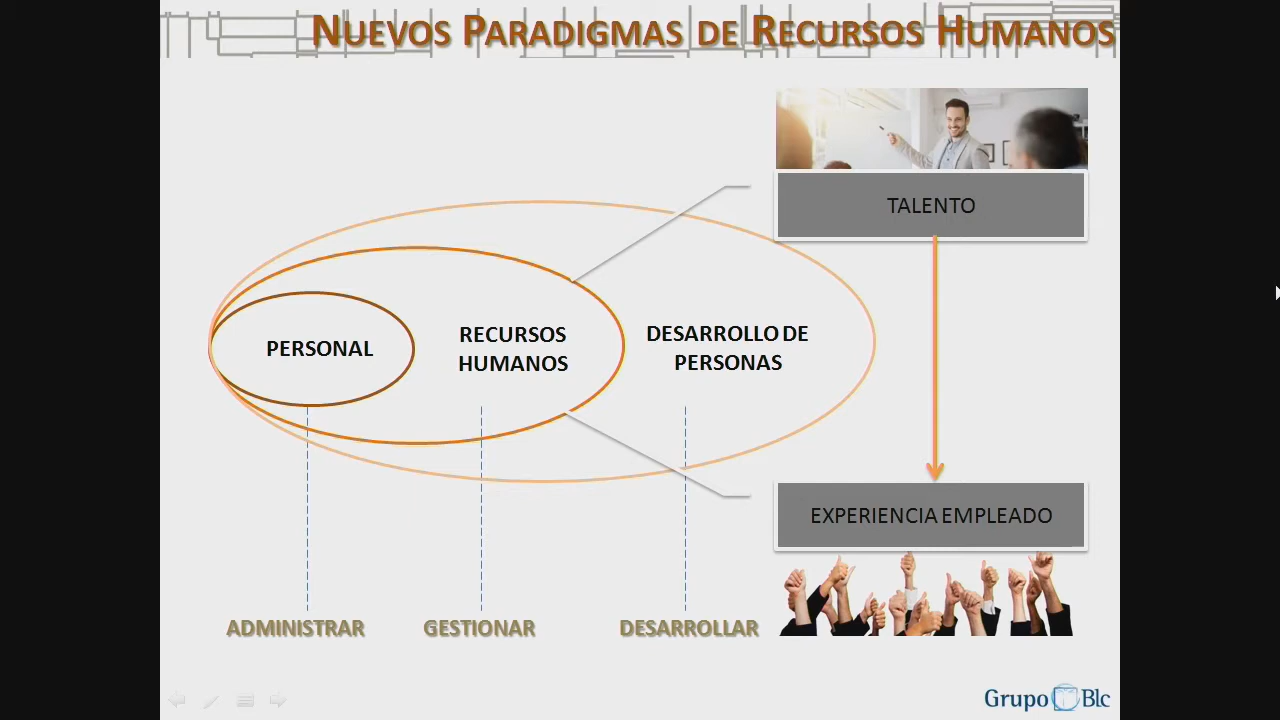 NUEVOS PARADIGMAS DE RECURSOS HUMANOS
TALENTO
PERSONAL
RECURSOS
HUMANOS
DESARROLLO DE
PERSONAS
EXPERIENCIA EMPLEADO
ADMINISTRAR
GESTIONAR
DESARROLLAR
Grupo Blc